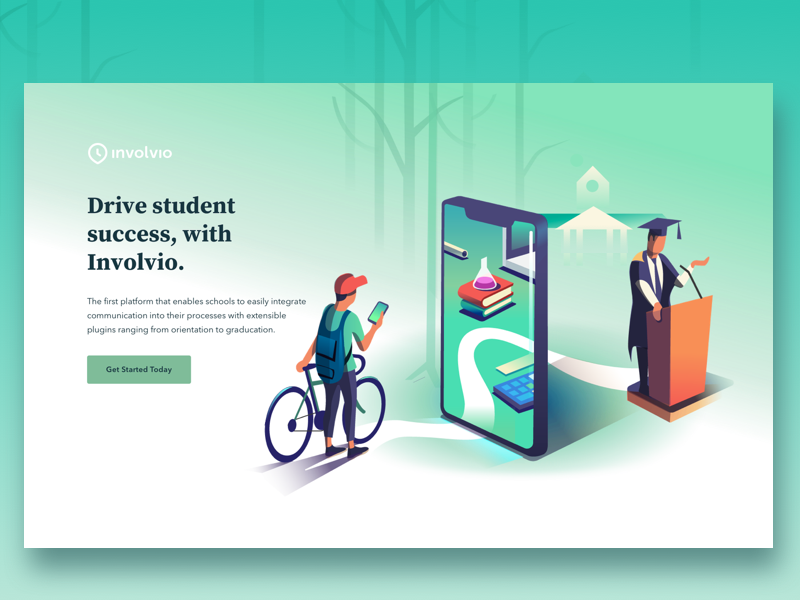 ınvolvıo
Drive student
success, with
Involvio.
The first platform that enables schools to easily integrate
communication into their processes with extensible
plugins ranging from orientation to graducation.
Get Started Today